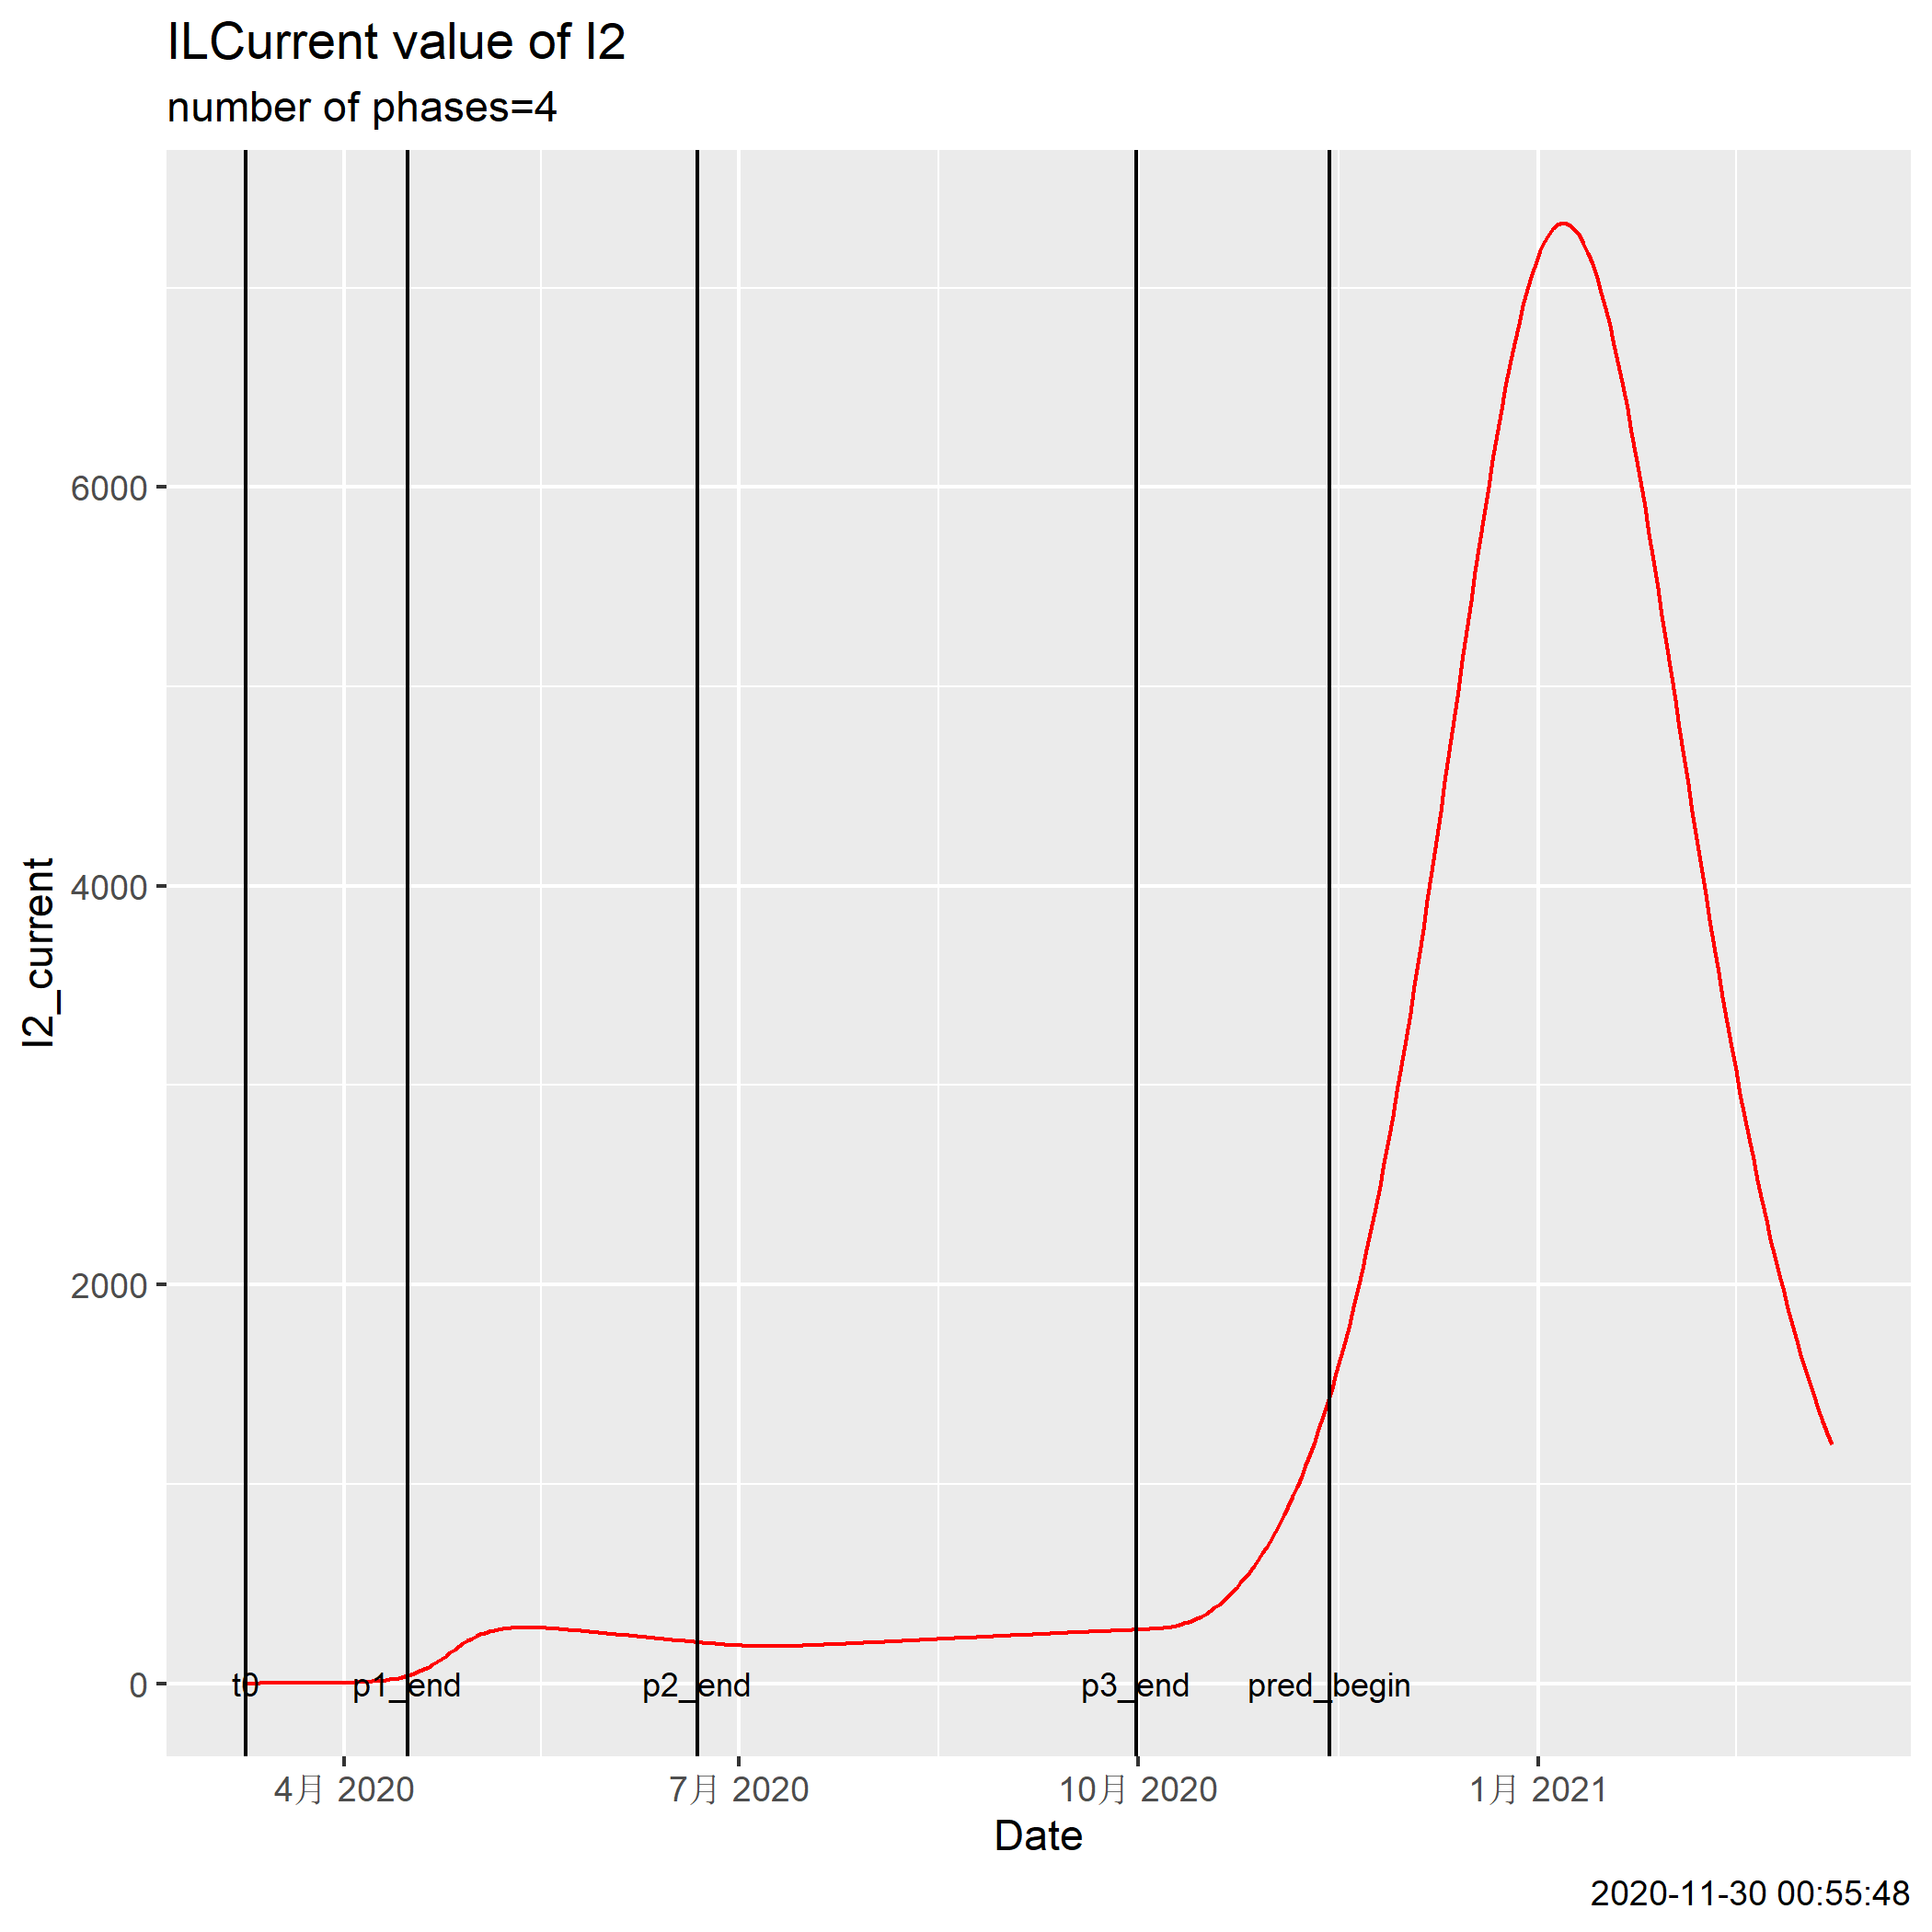 ILCurrent value of I2
number of phases=4
I2_current
6000
4000
2000
0
t0 p1_end p2_end p3_end pred_begin
4月 2020 7月 2020 10月 2020 1月 2021
Date
2020-11-30 00:55:48